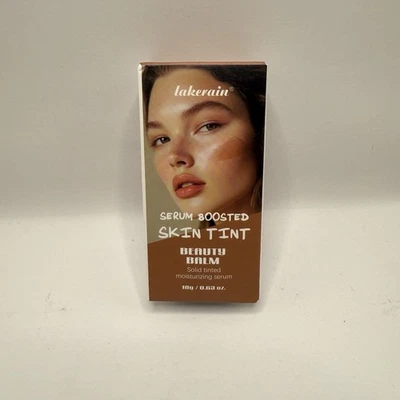 lakerain®
SERUM BOOSTED
SKIN TINT
BEAUTY
BALM
Solid tinted
moisturizing serum
18g / 0.63 oz.